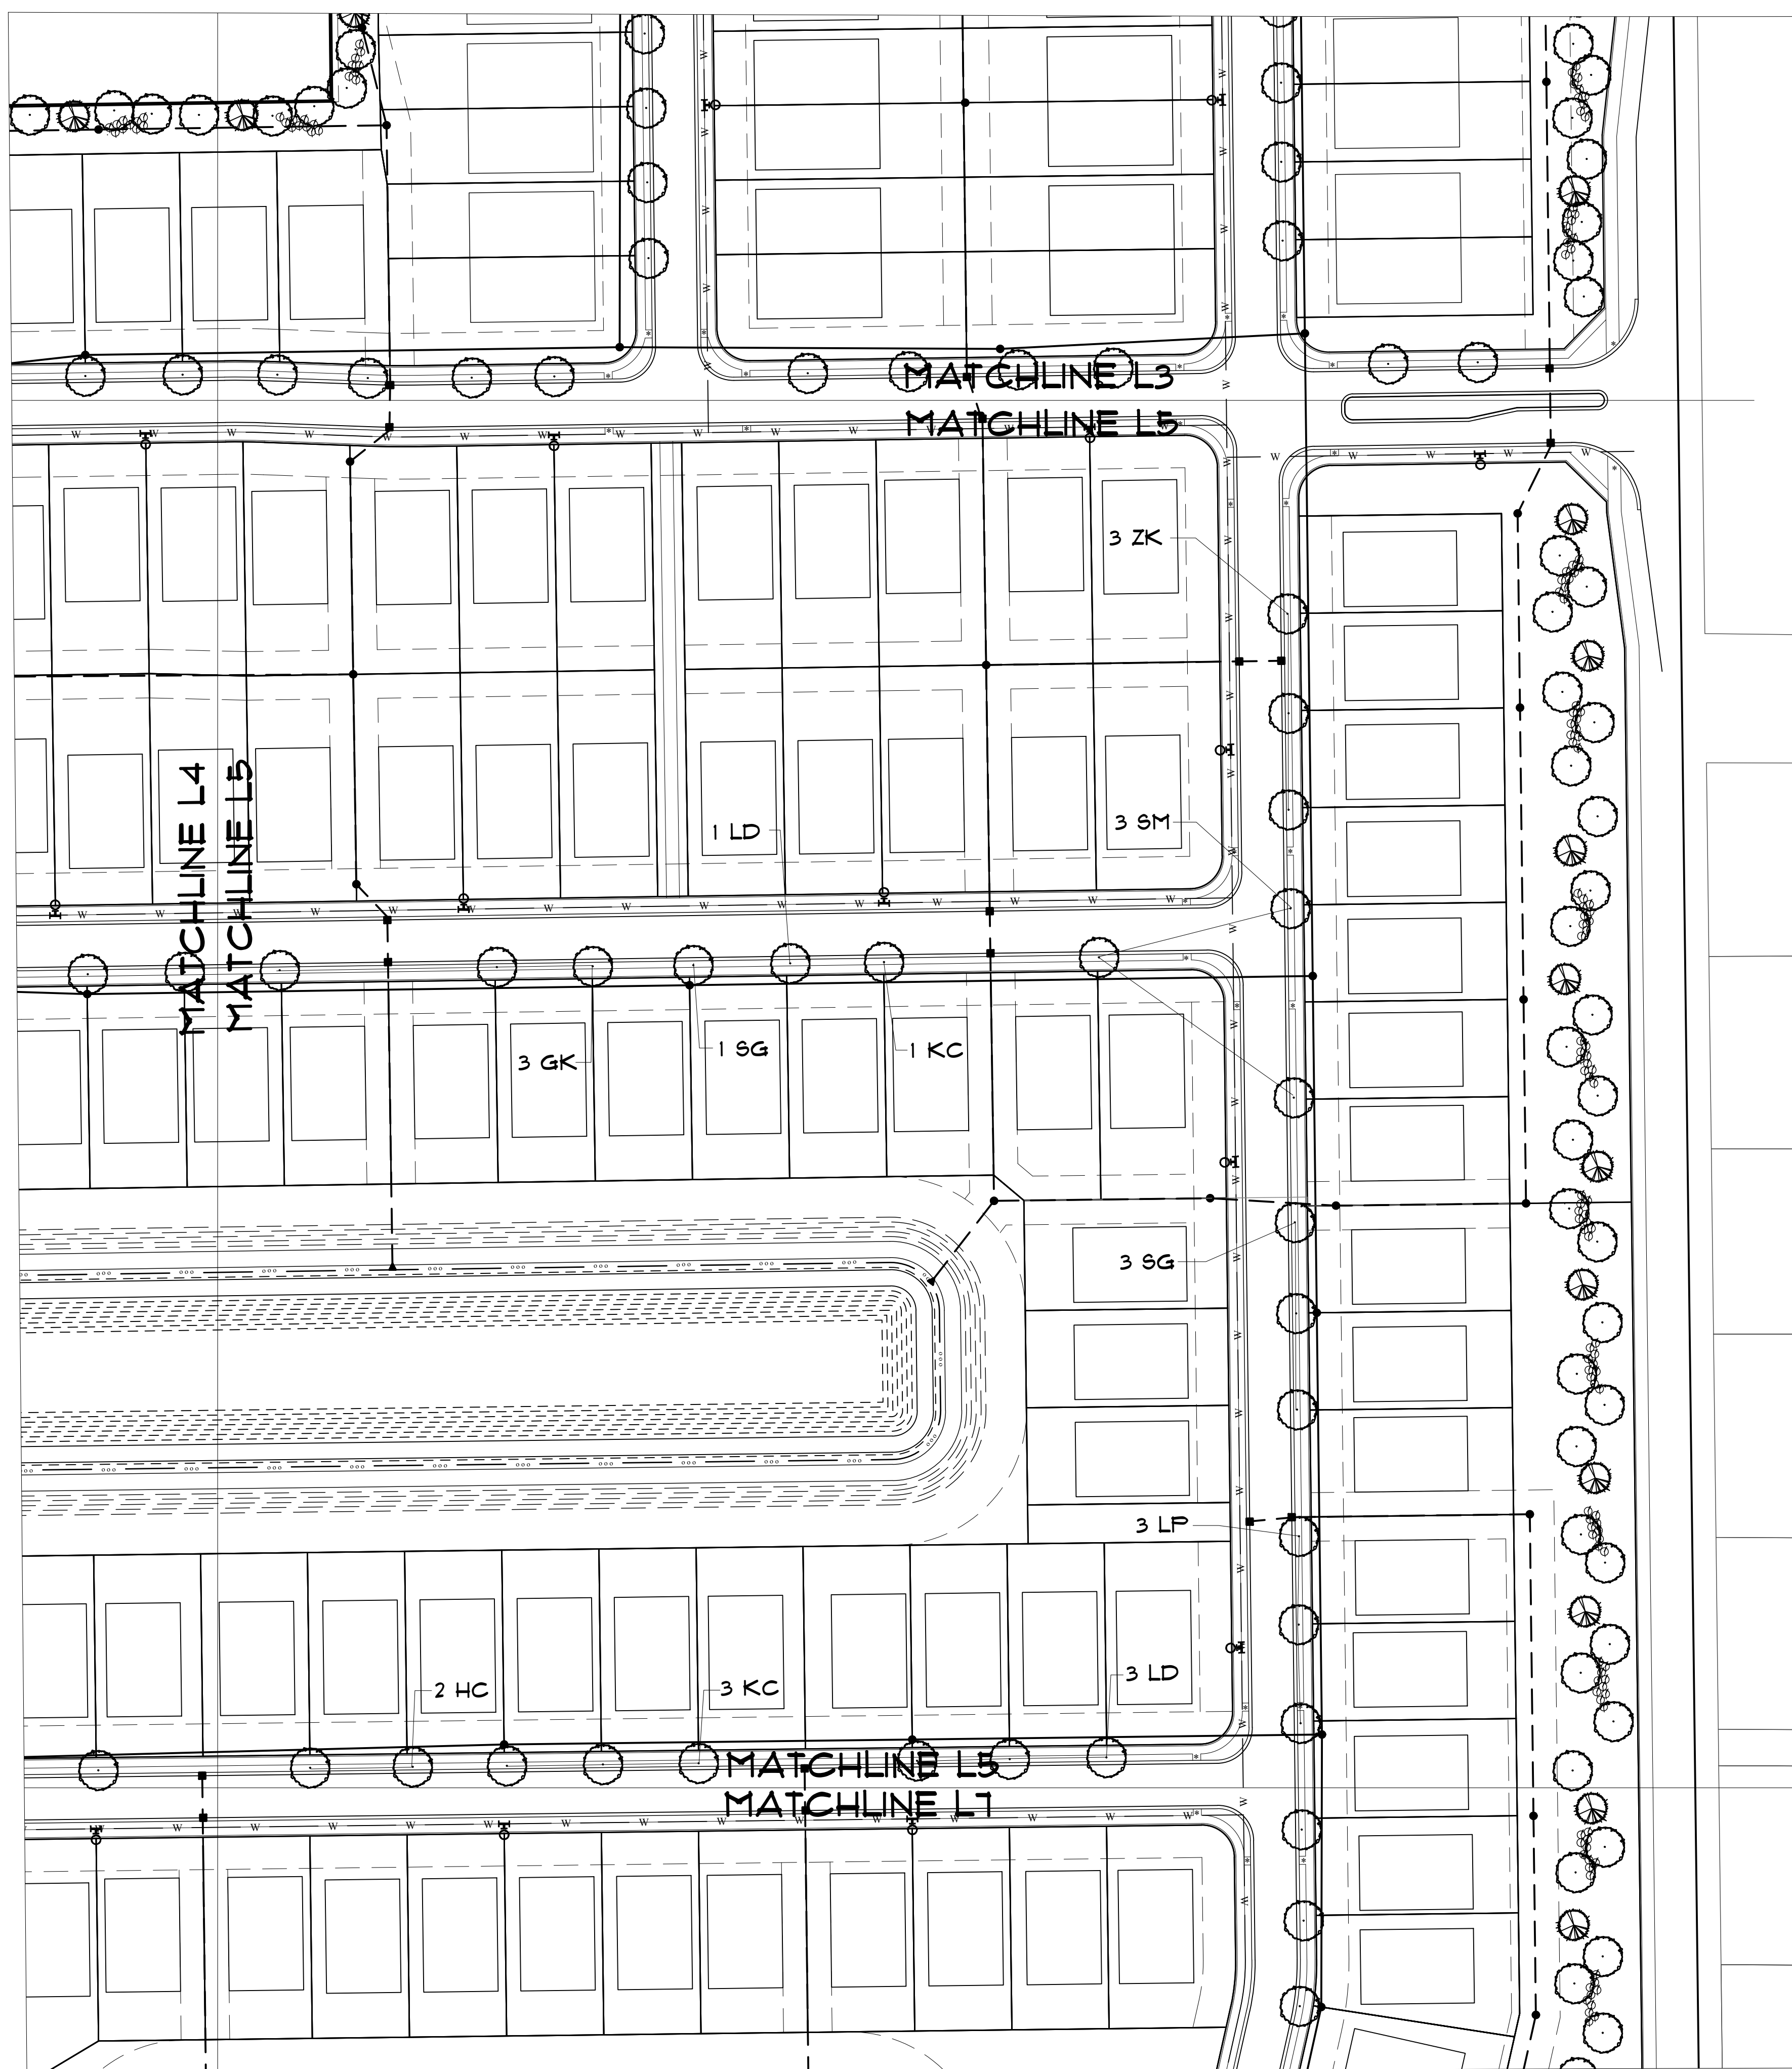 MATCHLINE L3
MATCHLINE L5
3 ZK
MATCHLINE L4
MATCHLINE L5
1 LD
3 SM
3 GK
1 SG
1 KC
3 SG
3 LP
2 HC
3 KC
3 LD
MATCHLINE L5
MATCHLINE L7